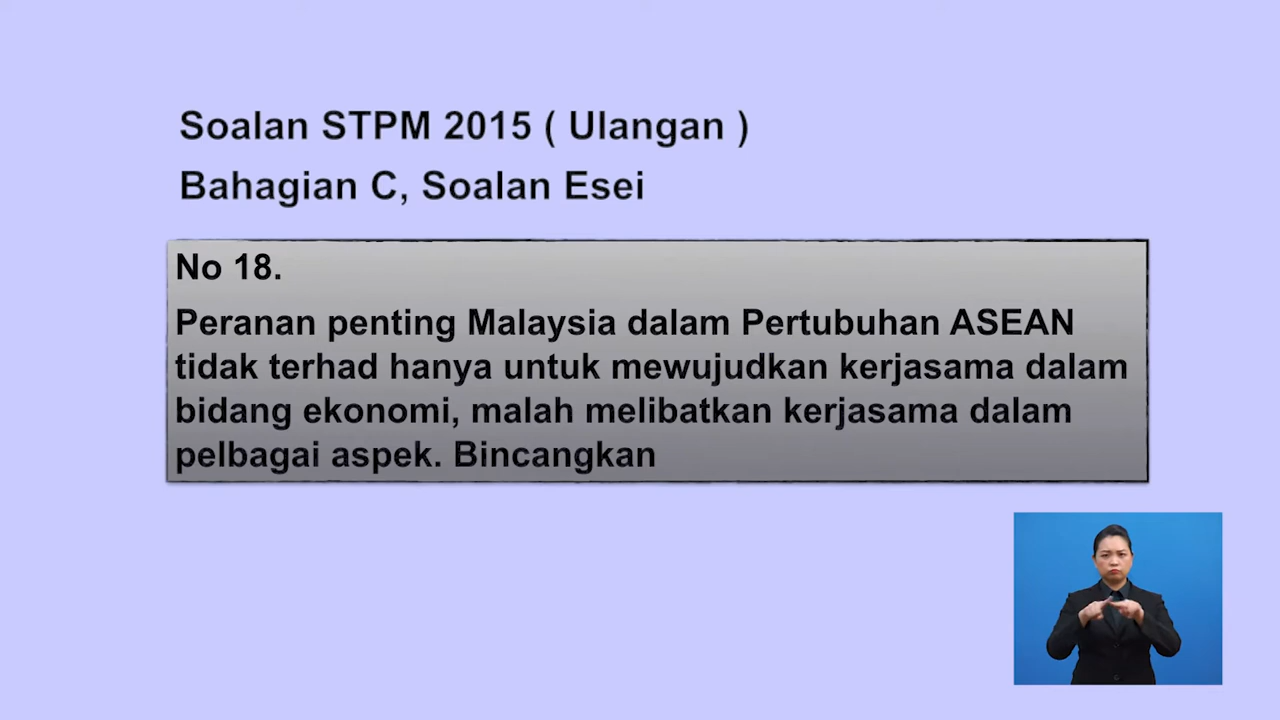 Soalan STPM 2015 ( Ulangan )
Bahagian C, Soalan Esei
No 18.
Peranan penting Malaysia dalam Pertubuhan ASEAN
tidak terhad hanya untuk mewujudkan kerjasama dalam
bidang ekonomi, malah melibatkan kerjasama dalam
pelbagai aspek. Bincangkan